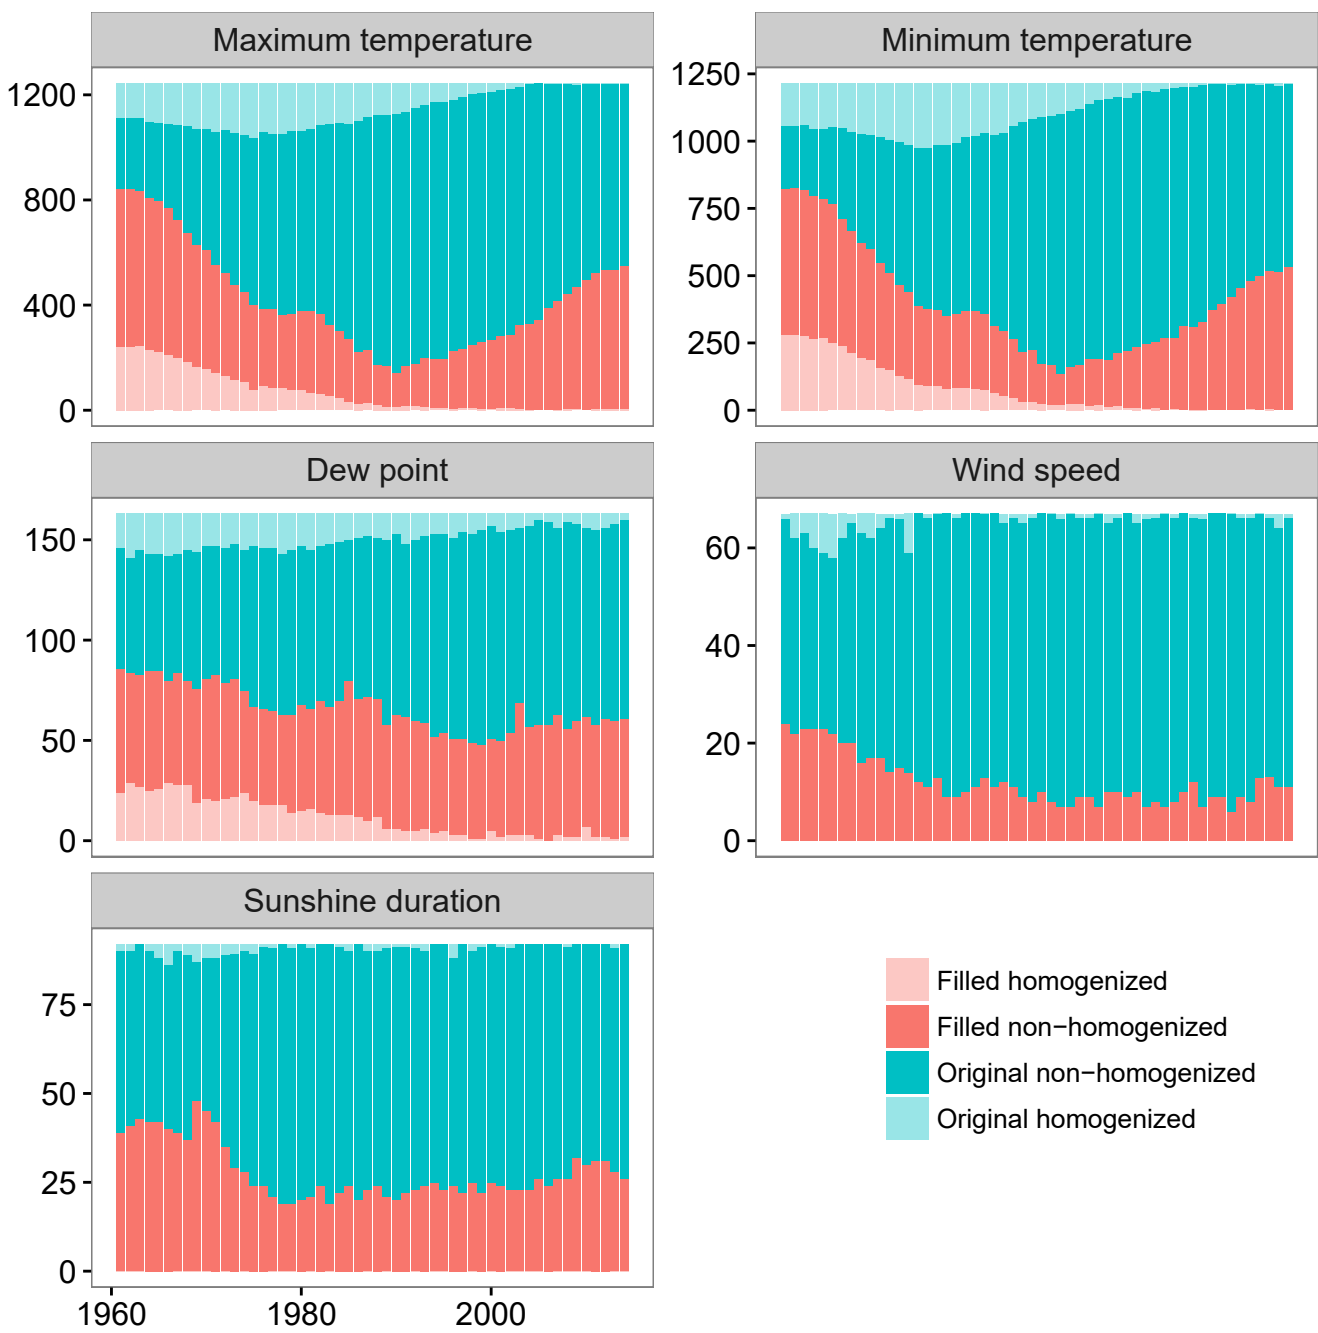 Maximum temperature
Minimum temperature
1200
800
400
0
1250
1000
750
500
250
0
Dew point
Wind speed
150
100
50
0
60
40
20
0
Sunshine duration
75
50
25
0
1960 1980 2000
Filled homogenized
Filled non−homogenized
Original non−homogenized
Original homogenized